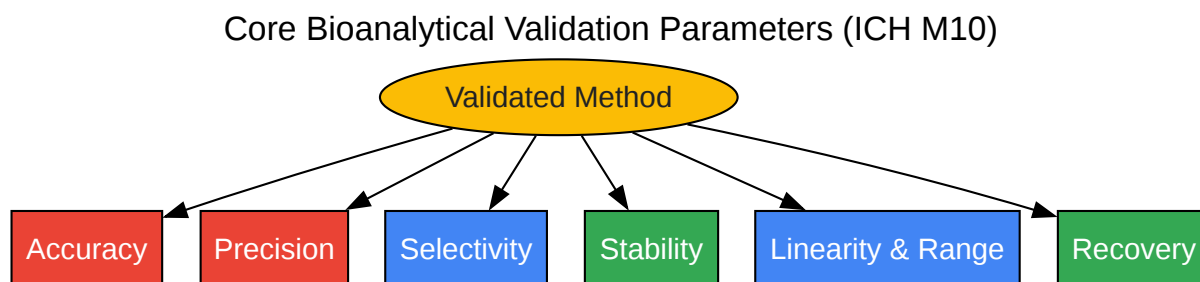 Core Bioanalytical Validation Parameters (ICH M10)
Validated Method
Accuracy
Precision
Selectivity
Stability
Linearity & Range
Recovery